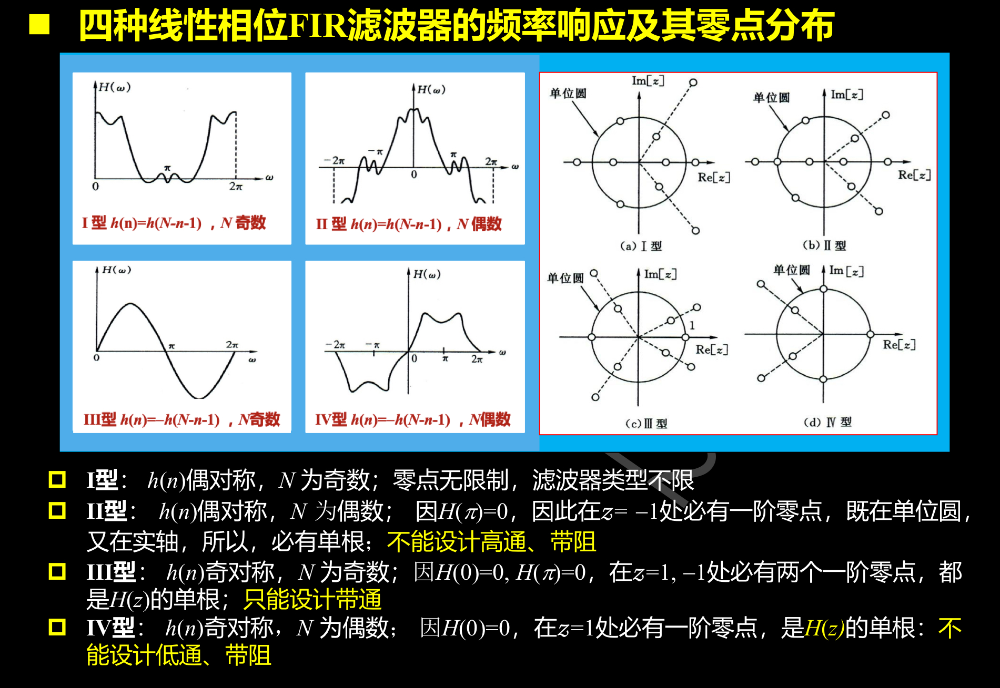 四种线性相位FIR滤波器的频率响应及其零点分布
H(ω)
π
0
2π
ω
I 型 h(n)=h(N-n-1) ，N 奇数
H(ω)
-2π
-π
0
π
2π
ω
II 型 h(n)=h(N-n-1)，N 偶数
H(ω)
0
π
2π
ω
III型 h(n)=–h(N-n-1) ，N奇数
H(ω)
-2π
-π
0
π
2π
ω
IV型 h(n)=–h(N-n-1) ，N偶数
单位圆
Im[z]
Re[z]
(a) Ⅰ 型
单位圆
Im[z]
Re[z]
(b) Ⅱ 型
单位圆
Im[z]
1
Re[z]
(c) Ⅲ 型
单位圆
Im[z]
Re[z]
(d) Ⅳ 型
I型： h(n)偶对称，N 为奇数；零点无限制，滤波器类型不限
II型： h(n)偶对称，N 为偶数； 因H(π)=0，因此在z= –1处必有一阶零点，既在单位圆，
又在实轴，所以，必有单根；不能设计高通、带阻
III型： h(n)奇对称，N 为奇数；因H(0)=0, H(π)=0，在z=1, –1处必有两个一阶零点，都
是H(z)的单根；只能设计带通
IV型： h(n)奇对称，N 为偶数； 因H(0)=0，在z=1处必有一阶零点，是H(z)的单根：不
能设计低通、带阻